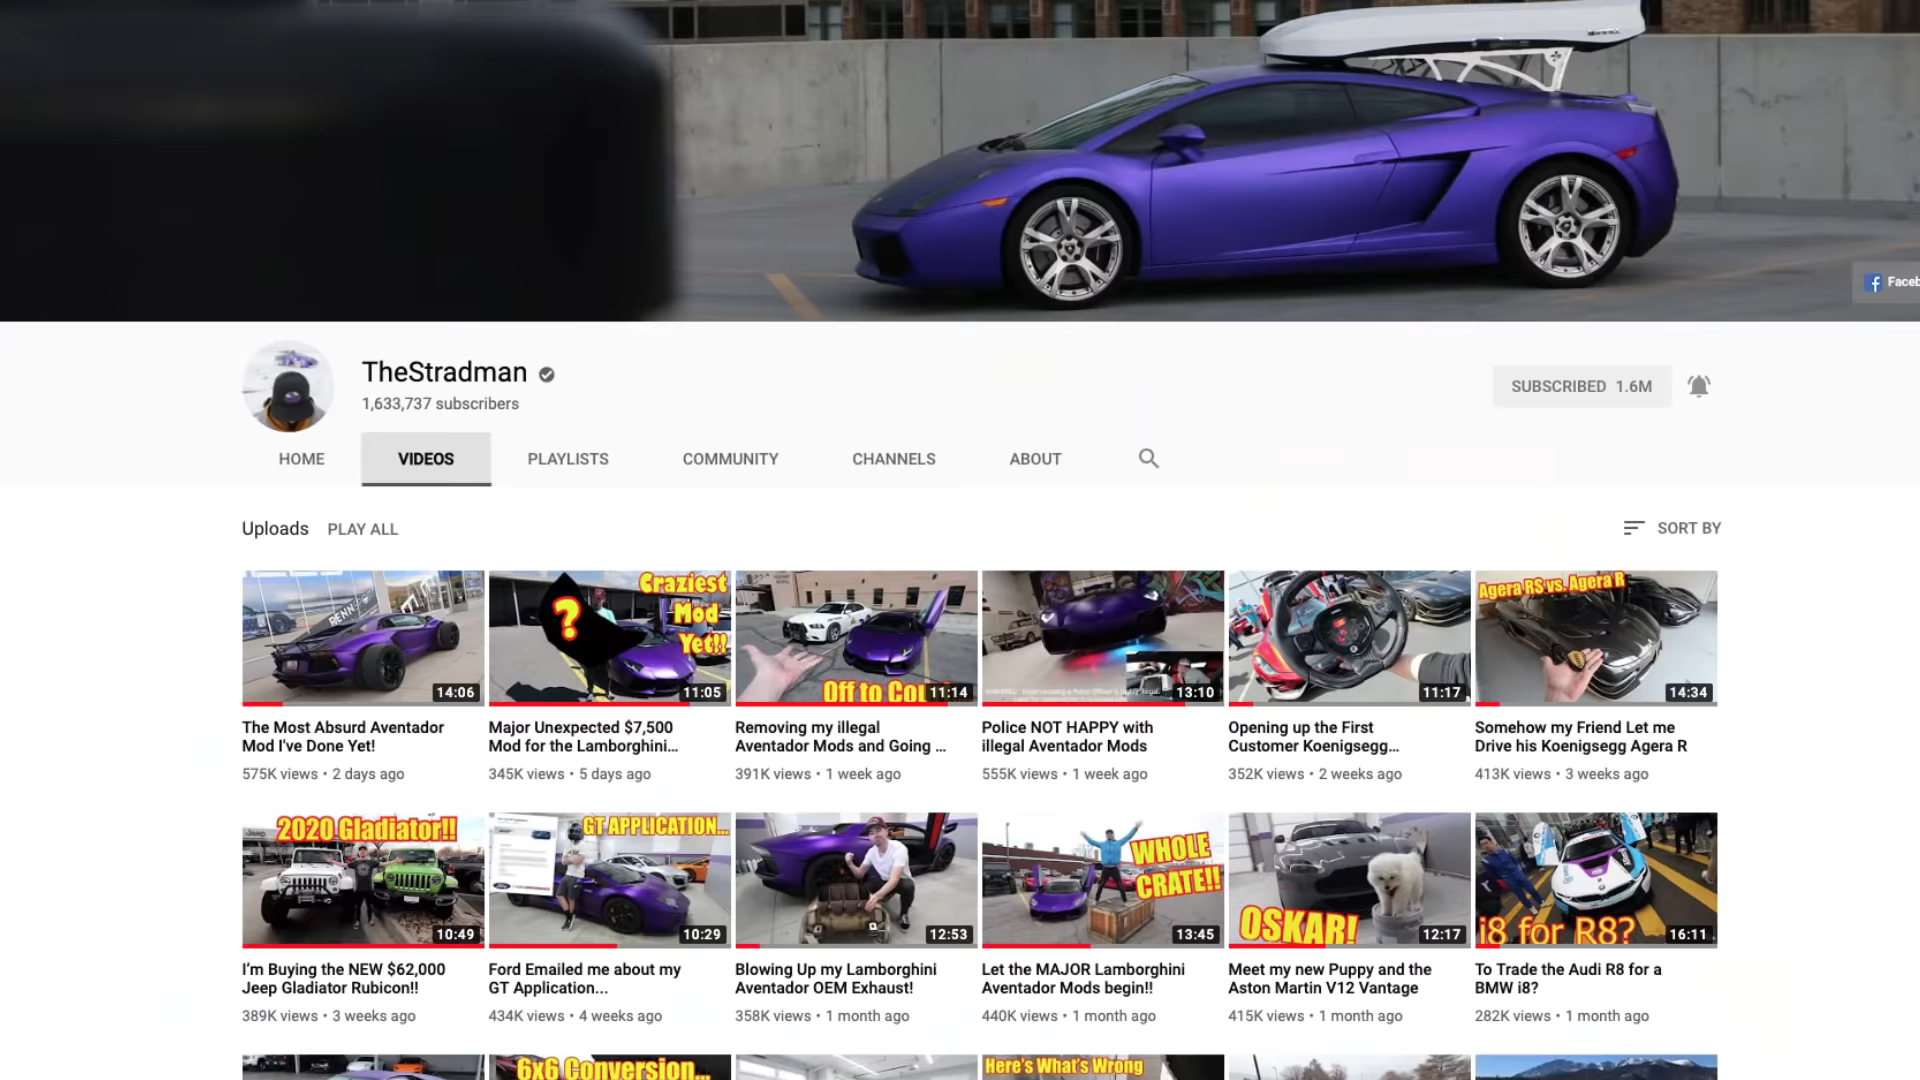 Faceb
TheStradman
1,633,737 subscribers
SUBSCRIBED 1.6M
HOME
VIDEOS
PLAYLISTS
COMMUNITY
CHANNELS
ABOUT
Uploads PLAY ALL
SORT BY
RENN
14:06
Craziest
Mod
Yet!!
?
11:05
Off to Cou
11:14
13:10
11:17
Agera RS vs. Agera R
14:34
The Most Absurd Aventador
Mod I've Done Yet!
575K views • 2 days ago
Major Unexpected $7,500
Mod for the Lamborghini...
345K views • 5 days ago
Removing my illegal
Aventador Mods and Going ...
391K views • 1 week ago
Police NOT HAPPY with
illegal Aventador Mods
555K views • 1 week ago
Opening up the First
Customer Koenigsegg...
352K views • 2 weeks ago
Somehow my Friend Let me
Drive his Koenigsegg Agera R
413K views • 3 weeks ago
2020 Gladiator!!
Jeep
10:49
GT APPLICATION...
10:29
12:53
WHOLE
CRATE!!
13:45
OSKAR!
12:17
i8 for R8?
16:11
I'm Buying the NEW $62,000
Jeep Gladiator Rubicon!!
389K views • 3 weeks ago
Ford Emailed me about my
GT Application...
434K views • 4 weeks ago
Blowing Up my Lamborghini
Aventador OEM Exhaust!
358K views • 1 month ago
Let the MAJOR Lamborghini
Aventador Mods begin!!
440K views • 1 month ago
Meet my new Puppy and the
Aston Martin V12 Vantage
415K views • 1 month ago
To Trade the Audi R8 for a
BMW i8?
282K views • 1 month ago
6x6 Conversion...
Here's What's Wrong